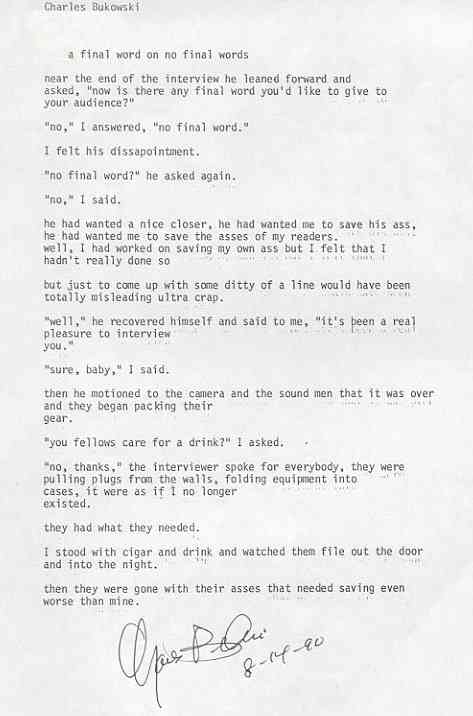 Charles Bukowski
a final word on no final words
near the end of the interview he leaned forward and
asked, "now is there any final word you'd like to give to
your audience?"
"no," I answered, "no final word."
I felt his dissapointment.
"no final word?" he asked again.
"no," I said.
he had wanted a nice closer, he had wanted me to save his ass,
he had wanted me to save the asses of my readers.
well, I had worked on saving my own ass but I felt that I
hadn't really done so
but just to come up with some ditty of a line would have been
totally misleading ultra crap.
"well," he recovered himself and said to me, "it's been a real
pleasure to interview
you."
"sure, baby," I said.
then he motioned to the camera and the sound men that it was over
and they began packing their
gear.
"you fellows care for a drink?" I asked.
"no, thanks," the interviewer spoke for everybody, they were
pulling plugs from the walls, folding equipment into
cases, it were as if I no longer
existed.
they had what they needed.
I stood with cigar and drink and watched them file out the door
and into the night.
then they were gone with their asses that needed saving even
worse than mine.
8-14-90